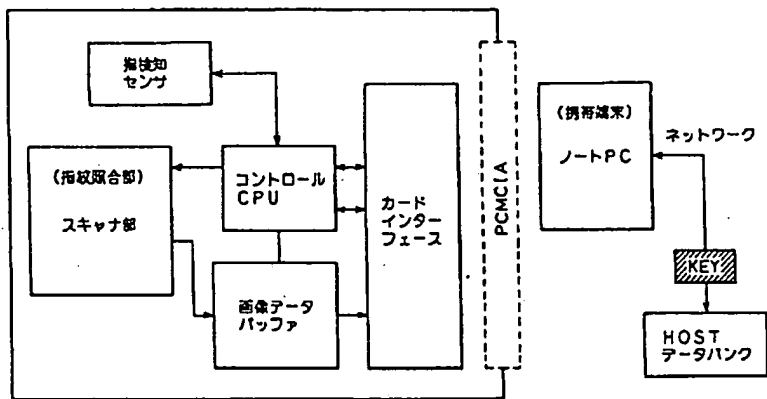 指検知
センサ
(指紋照合部)
スキャナ部
コントロール
CPU
画像データ
バッファ
カード
インター
フェース
PCMCIA
(携帯端末)
ノートPC
ネットワーク
KEY
HOST
データバンク